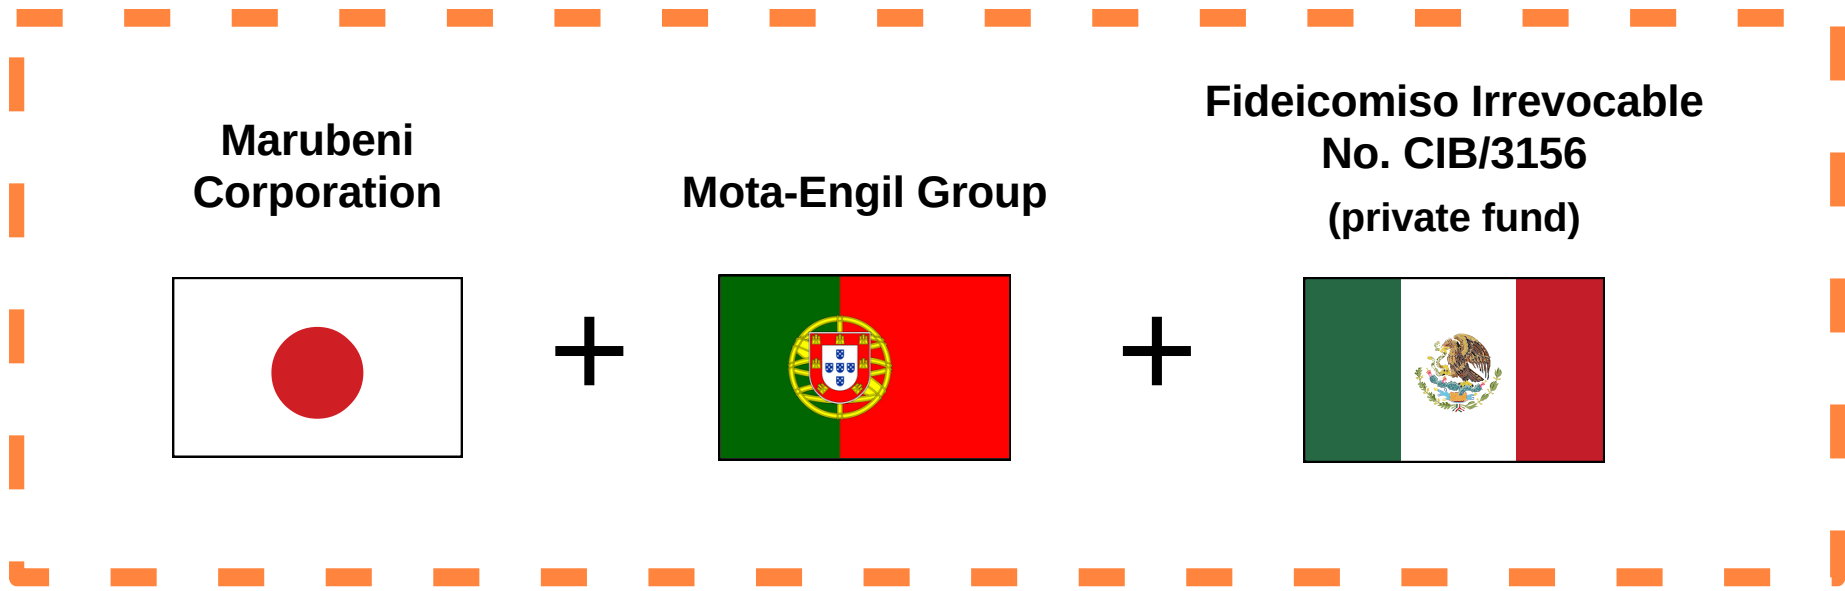 Marubeni
Corporation
Mota-Engil Group
Fideicomiso Irrevocable
No. CIB/3156
(private fund)
+
+